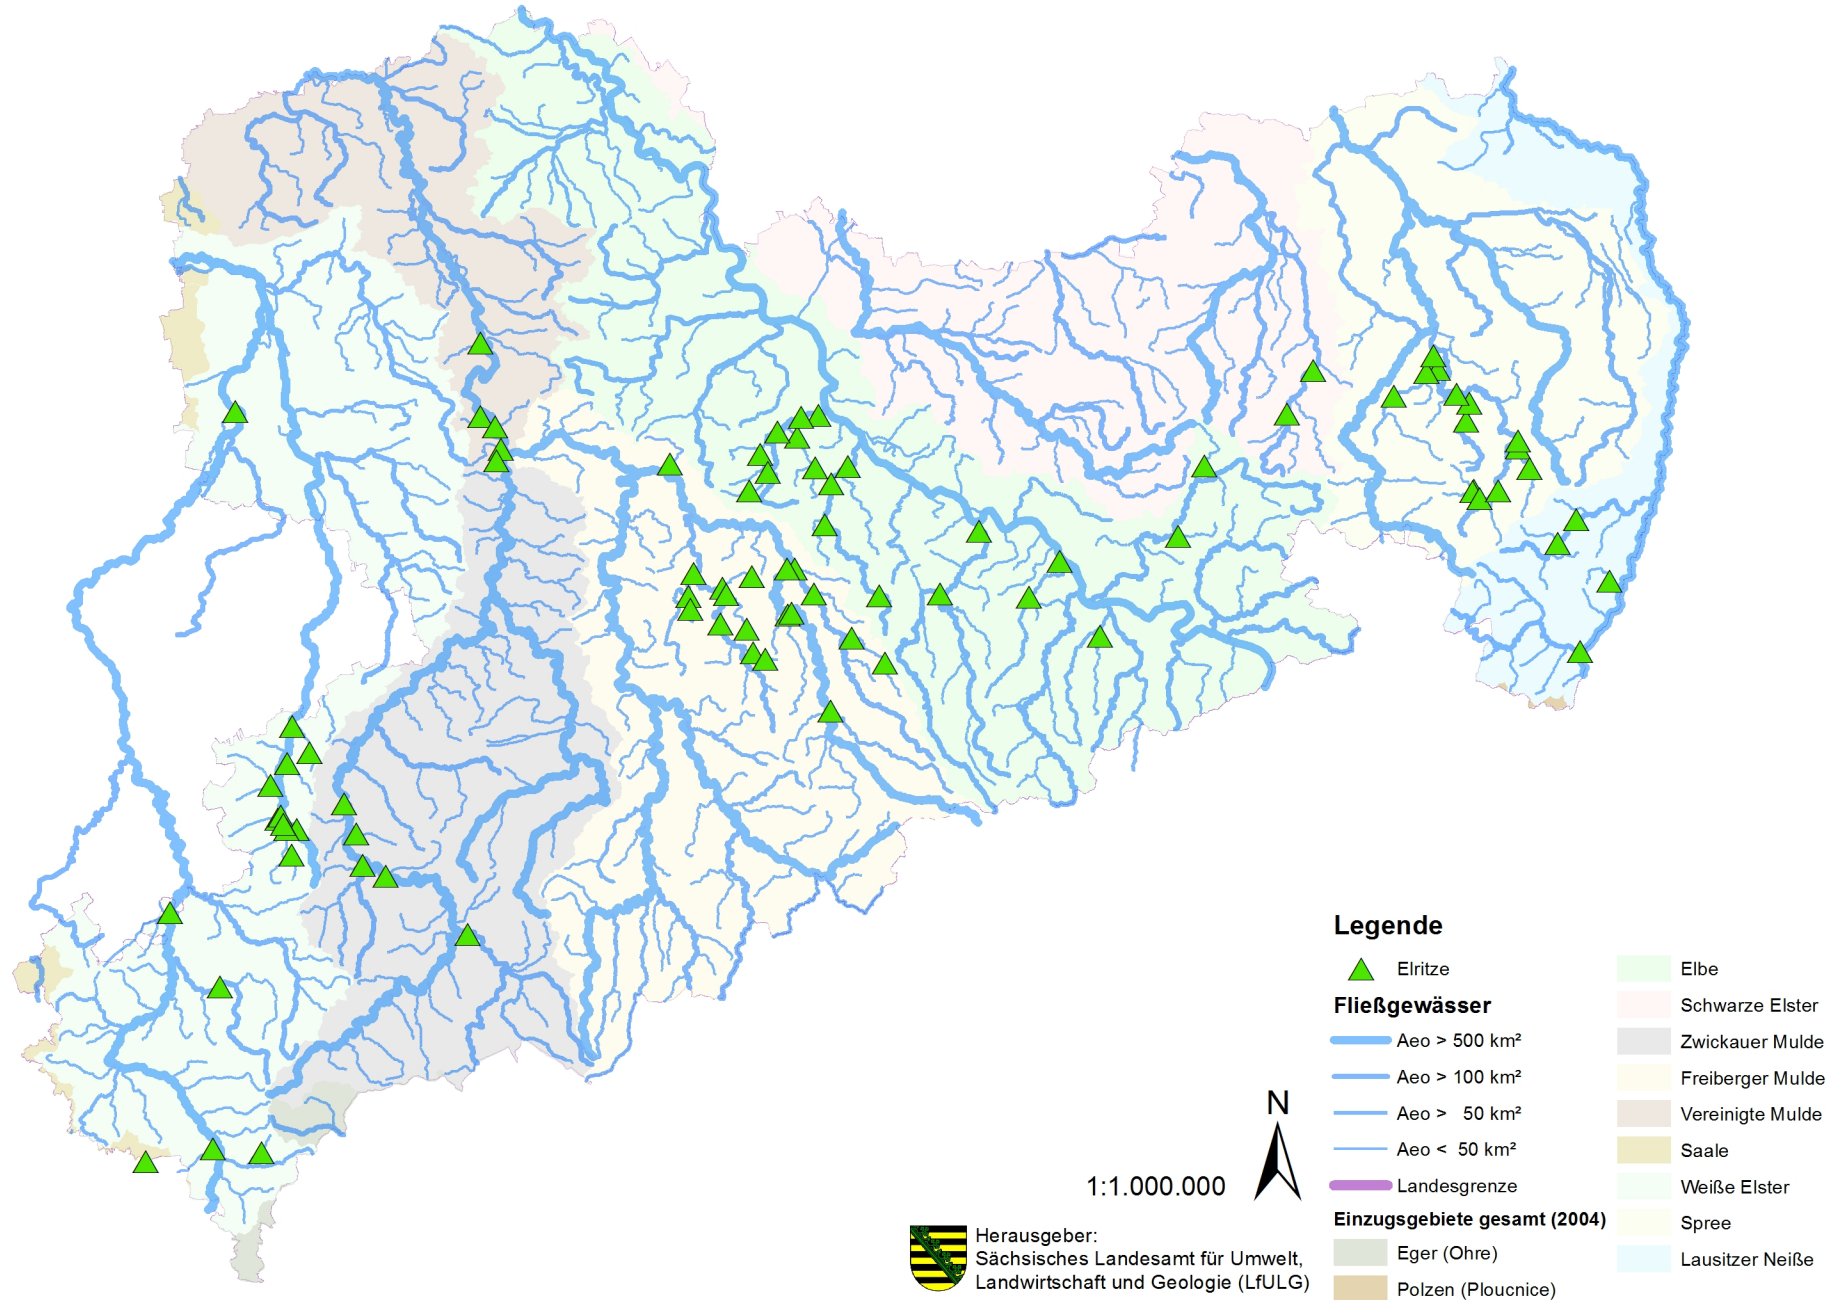 Legende
Elritze
Fließgewässer
Aeo > 500 km²
Aeo > 100 km²
Aeo > 50 km²
Aeo < 50 km²
Landesgrenze
Einzugsgebiete gesamt (2004)
Eger (Ohre)
Polzen (Ploucnice)
Elbe
Schwarze Elster
Zwickauer Mulde
Freiberger Mulde
Vereinigte Mulde
Saale
Weiße Elster
Spree
Lausitzer Neiße
N
1:1.000.000
Herausgeber:
Sächsisches Landesamt für Umwelt,
Landwirtschaft und Geologie (LfULG)